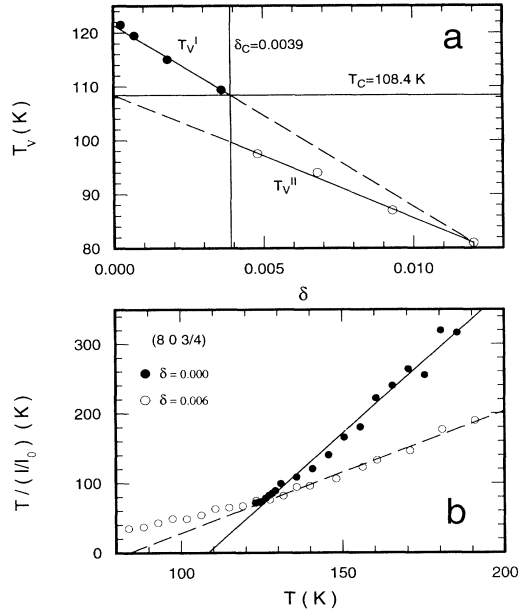 120
110
100
90
80
T_V (K)
T_V^I
δ_C=0.0039
a
T_C=108.4 K
T_V^II
0.000
0.005
0.010
δ
300
200
100
0
T/(I/I_0) (K)
(8 0 3/4)
δ = 0.000
δ = 0.006
b
100
150
200
T (K)